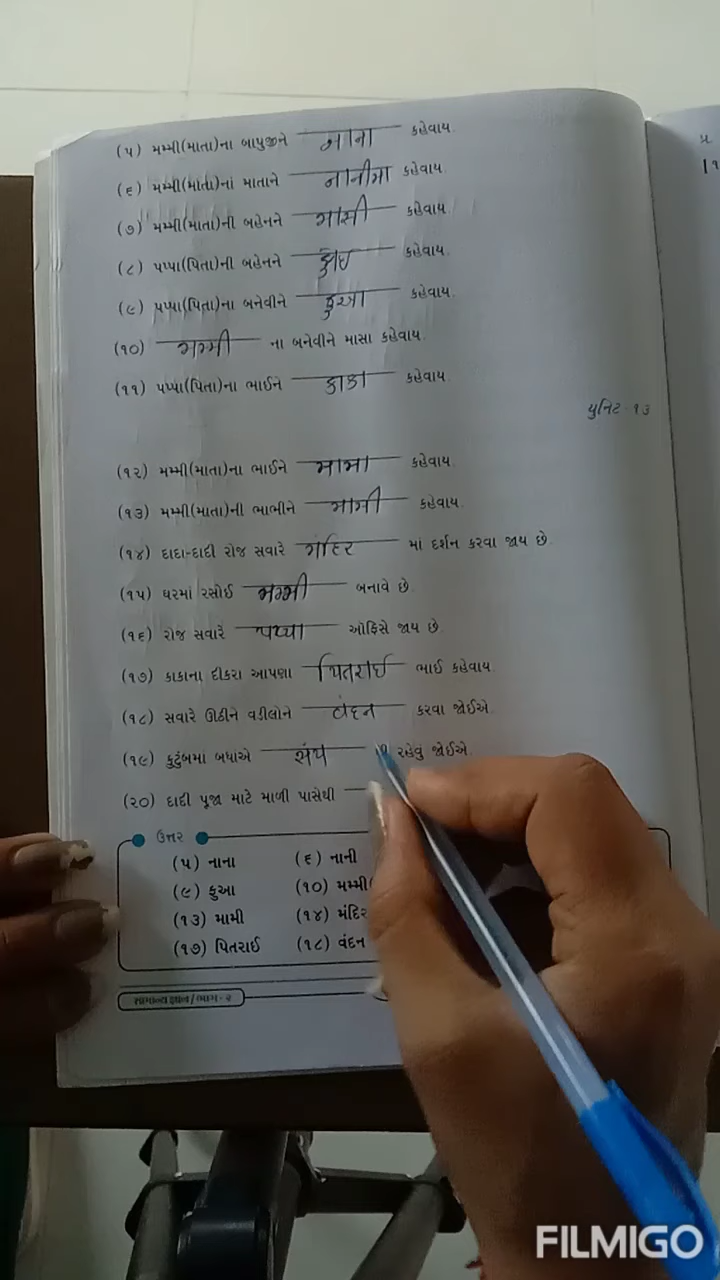 (૫) મમ્મી(માતા)ના બાપુજીને નાના કહેવાય.
(૬) મમ્મી(માતા)નાં માતાને નાનીમા કહેવાય.
(૭) મમ્મી(માતા)ની બહેનને માસી કહેવાય.
(૮) પપ્પા(પિતા)ની બહેનને ફોઈ કહેવાય.
(૯) પપ્પા(પિતા)ના બનેવીને ફુઆ કહેવાય.
(૧૦) મમ્મી ના બનેવીને માસા કહેવાય.
(૧૧) પપ્પા(પિતા)ના ભાઈને કાકા કહેવાય.
યુનિટ - ૧૩
(૧૨) મમ્મી(માતા)ના ભાઈને મામા કહેવાય.
(૧૩) મમ્મી(માતા)ની ભાભીને મામી કહેવાય.
(૧૪) દાદા-દાદી રોજ સવારે મંદિર માં દર્શન કરવા જાય છે.
(૧૫) ઘરમાં રસોઈ મમ્મી બનાવે છે.
(૧૬) રોજ સવારે પપ્પા ઑફિસે જાય છે.
(૧૭) કાકાના દીકરા આપણા પિતરાઈ ભાઈ કહેવાય.
(૧૮) સવારે ઊઠીને વડીલોને વંદન કરવા જોઈએ.
(૧૯) કુટુંબમાં બધાએ સંપ રહેવું જોઈએ.
(૨૦) દાદી પૂજા માટે માળી પાસેથી
ઉત્તર
(૫) નાના (૬) નાની
(૯) ફુઆ (૧૦) મમ્મી(
(૧૩) મામી (૧૪) મંદિર
(૧૭) પિતરાઈ (૧૮) વંદન
સામાન્ય જ્ઞાન / ભાગ - ૨
FILMIGO